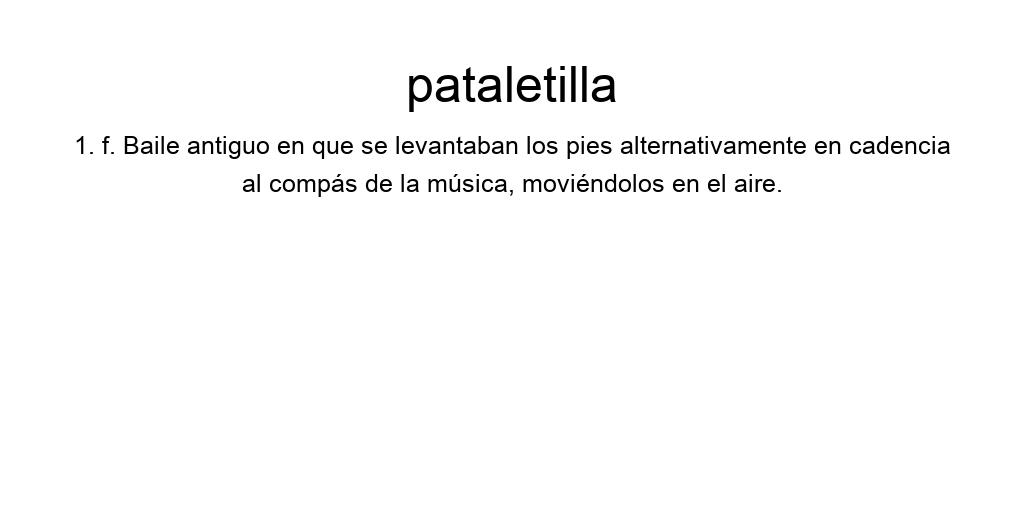 pataletilla
1. f. Baile antiguo en que se levantaban los pies alternativamente en cadencia
al compás de la música, moviéndolos en el aire.